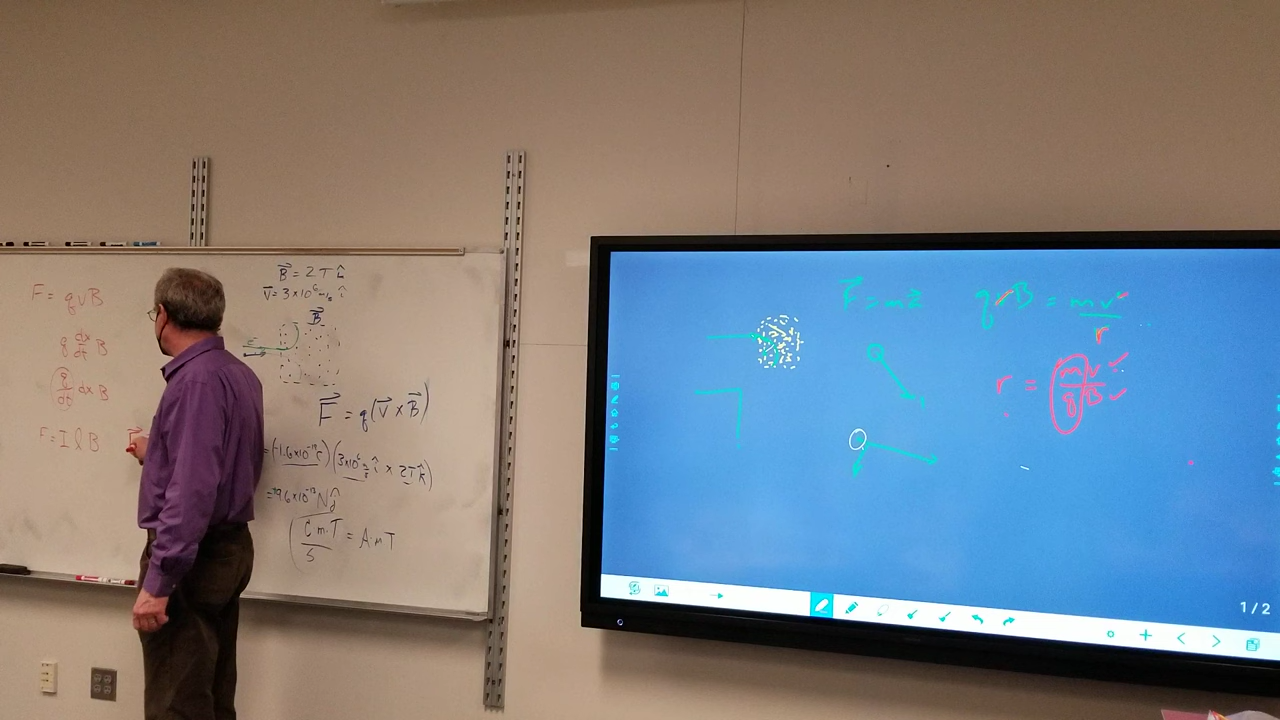 F = qvB
q dx/dt B
q/dt dx B
F = I l B
B⃗ = 2T k̂
V⃗ = 3×10⁶ m/s î
B⃗
F⃗ = q(V⃗ × B⃗)
= (-1.6×10⁻¹⁹C)(3×10⁶ m/s î × 2T k̂)
9.6×10⁻¹³ N ĵ
C m·T / S = A·m T
F⃗ = ma⃗
qvB = mv² / r
r = mv / qB
1/2